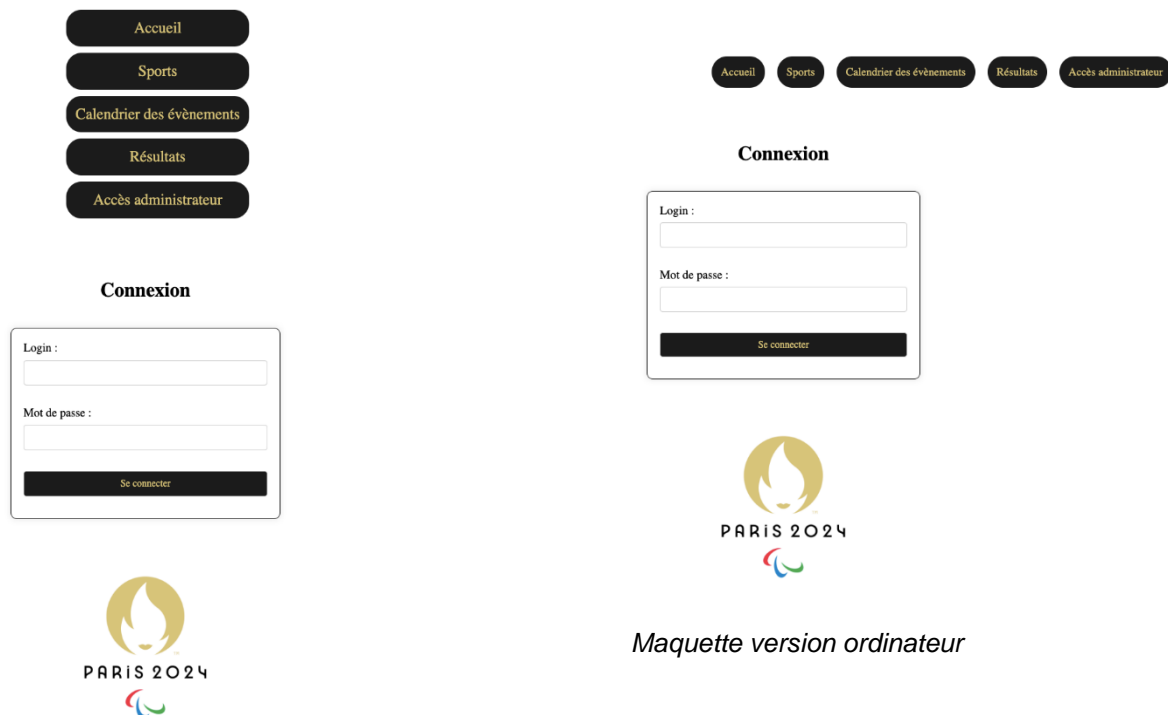 Accueil
Sports
Calendrier des évènements
Résultats
Accès administrateur
Connexion
Login :
Mot de passe :
Se connecter
PARiS 2024
Accueil
Sports
Calendrier des évènements
Résultats
Accès administrateur
Connexion
Login :
Mot de passe :
Se connecter
PARiS 2024
Maquette version ordinateur